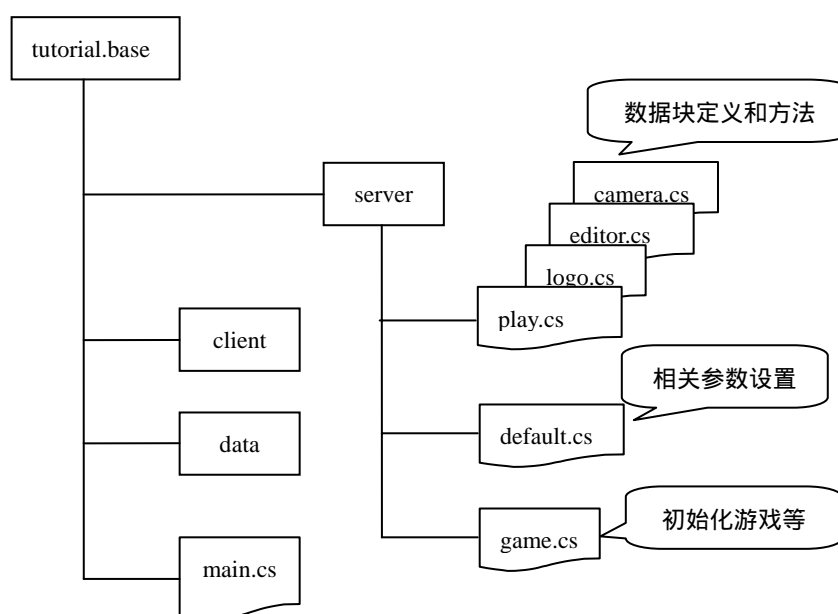 tutorial.base
数据块定义和方法
server
camera.cs
editor.cs
logo.cs
play.cs
client
相关参数设置
data
default.cs
初始化游戏等
game.cs
main.cs